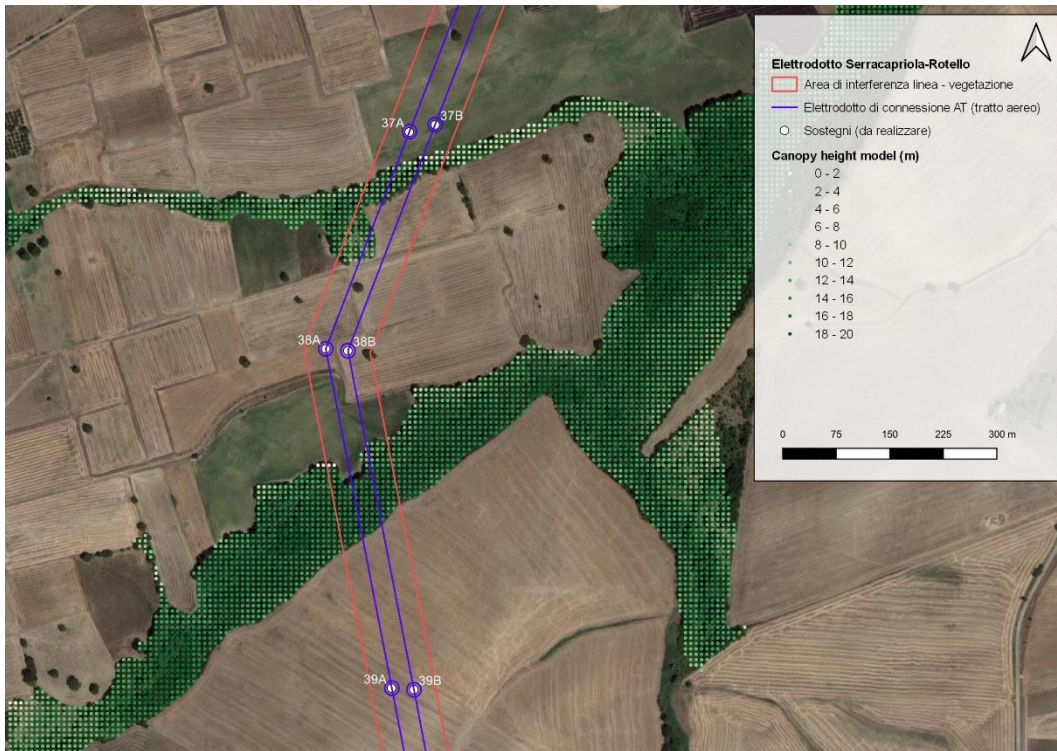 Elettrodotto Serracapriola-Rotello
Area di interferenza linea - vegetazione
Elettrodotto di connessione AT (tratto aereo)
Sostegni (da realizzare)
Canopy height model (m)
0 - 2
2 - 4
4 - 6
6 - 8
8 - 10
10 - 12
12 - 14
14 - 16
16 - 18
18 - 20
0 75 150 225 300 m
37A 37B
38A 38B
39A 39B